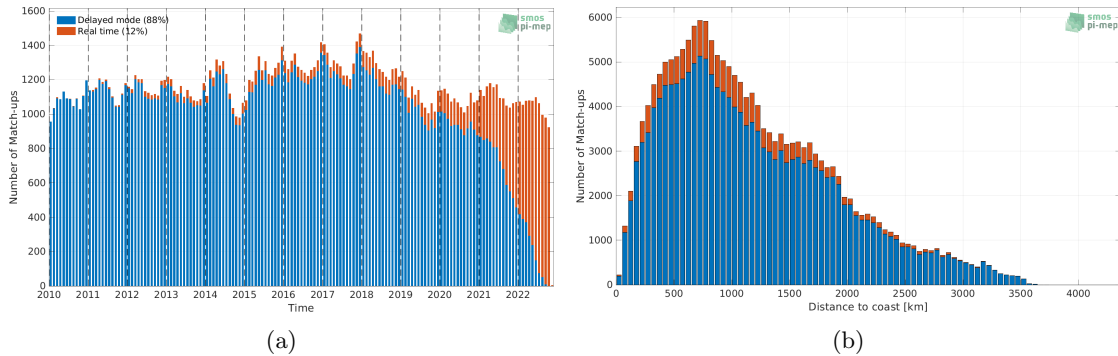 Delayed mode (88%)
Real time (12%)
smos
pi-mep
1600
1400
1200
1000
800
600
400
200
0
Number of Match-ups
2010 2011 2012 2013 2014 2015 2016 2017 2018 2019 2020 2021 2022
Time
(a)
smos
pi-mep
6000
5000
4000
3000
2000
1000
0
Number of Match-ups
0 500 1000 1500 2000 2500 3000 3500 4000
Distance to coast [km]
(b)